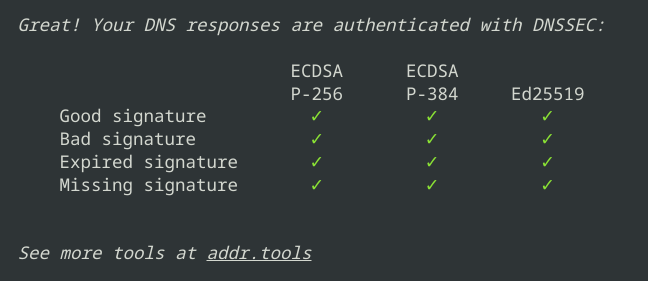 Great! Your DNS responses are authenticated with DNSSEC:
ECDSA ECDSA
P-256 P-384 Ed25519
Good signature ✓ ✓ ✓
Bad signature ✓ ✓ ✓
Expired signature ✓ ✓ ✓
Missing signature ✓ ✓ ✓
See more tools at addr.tools